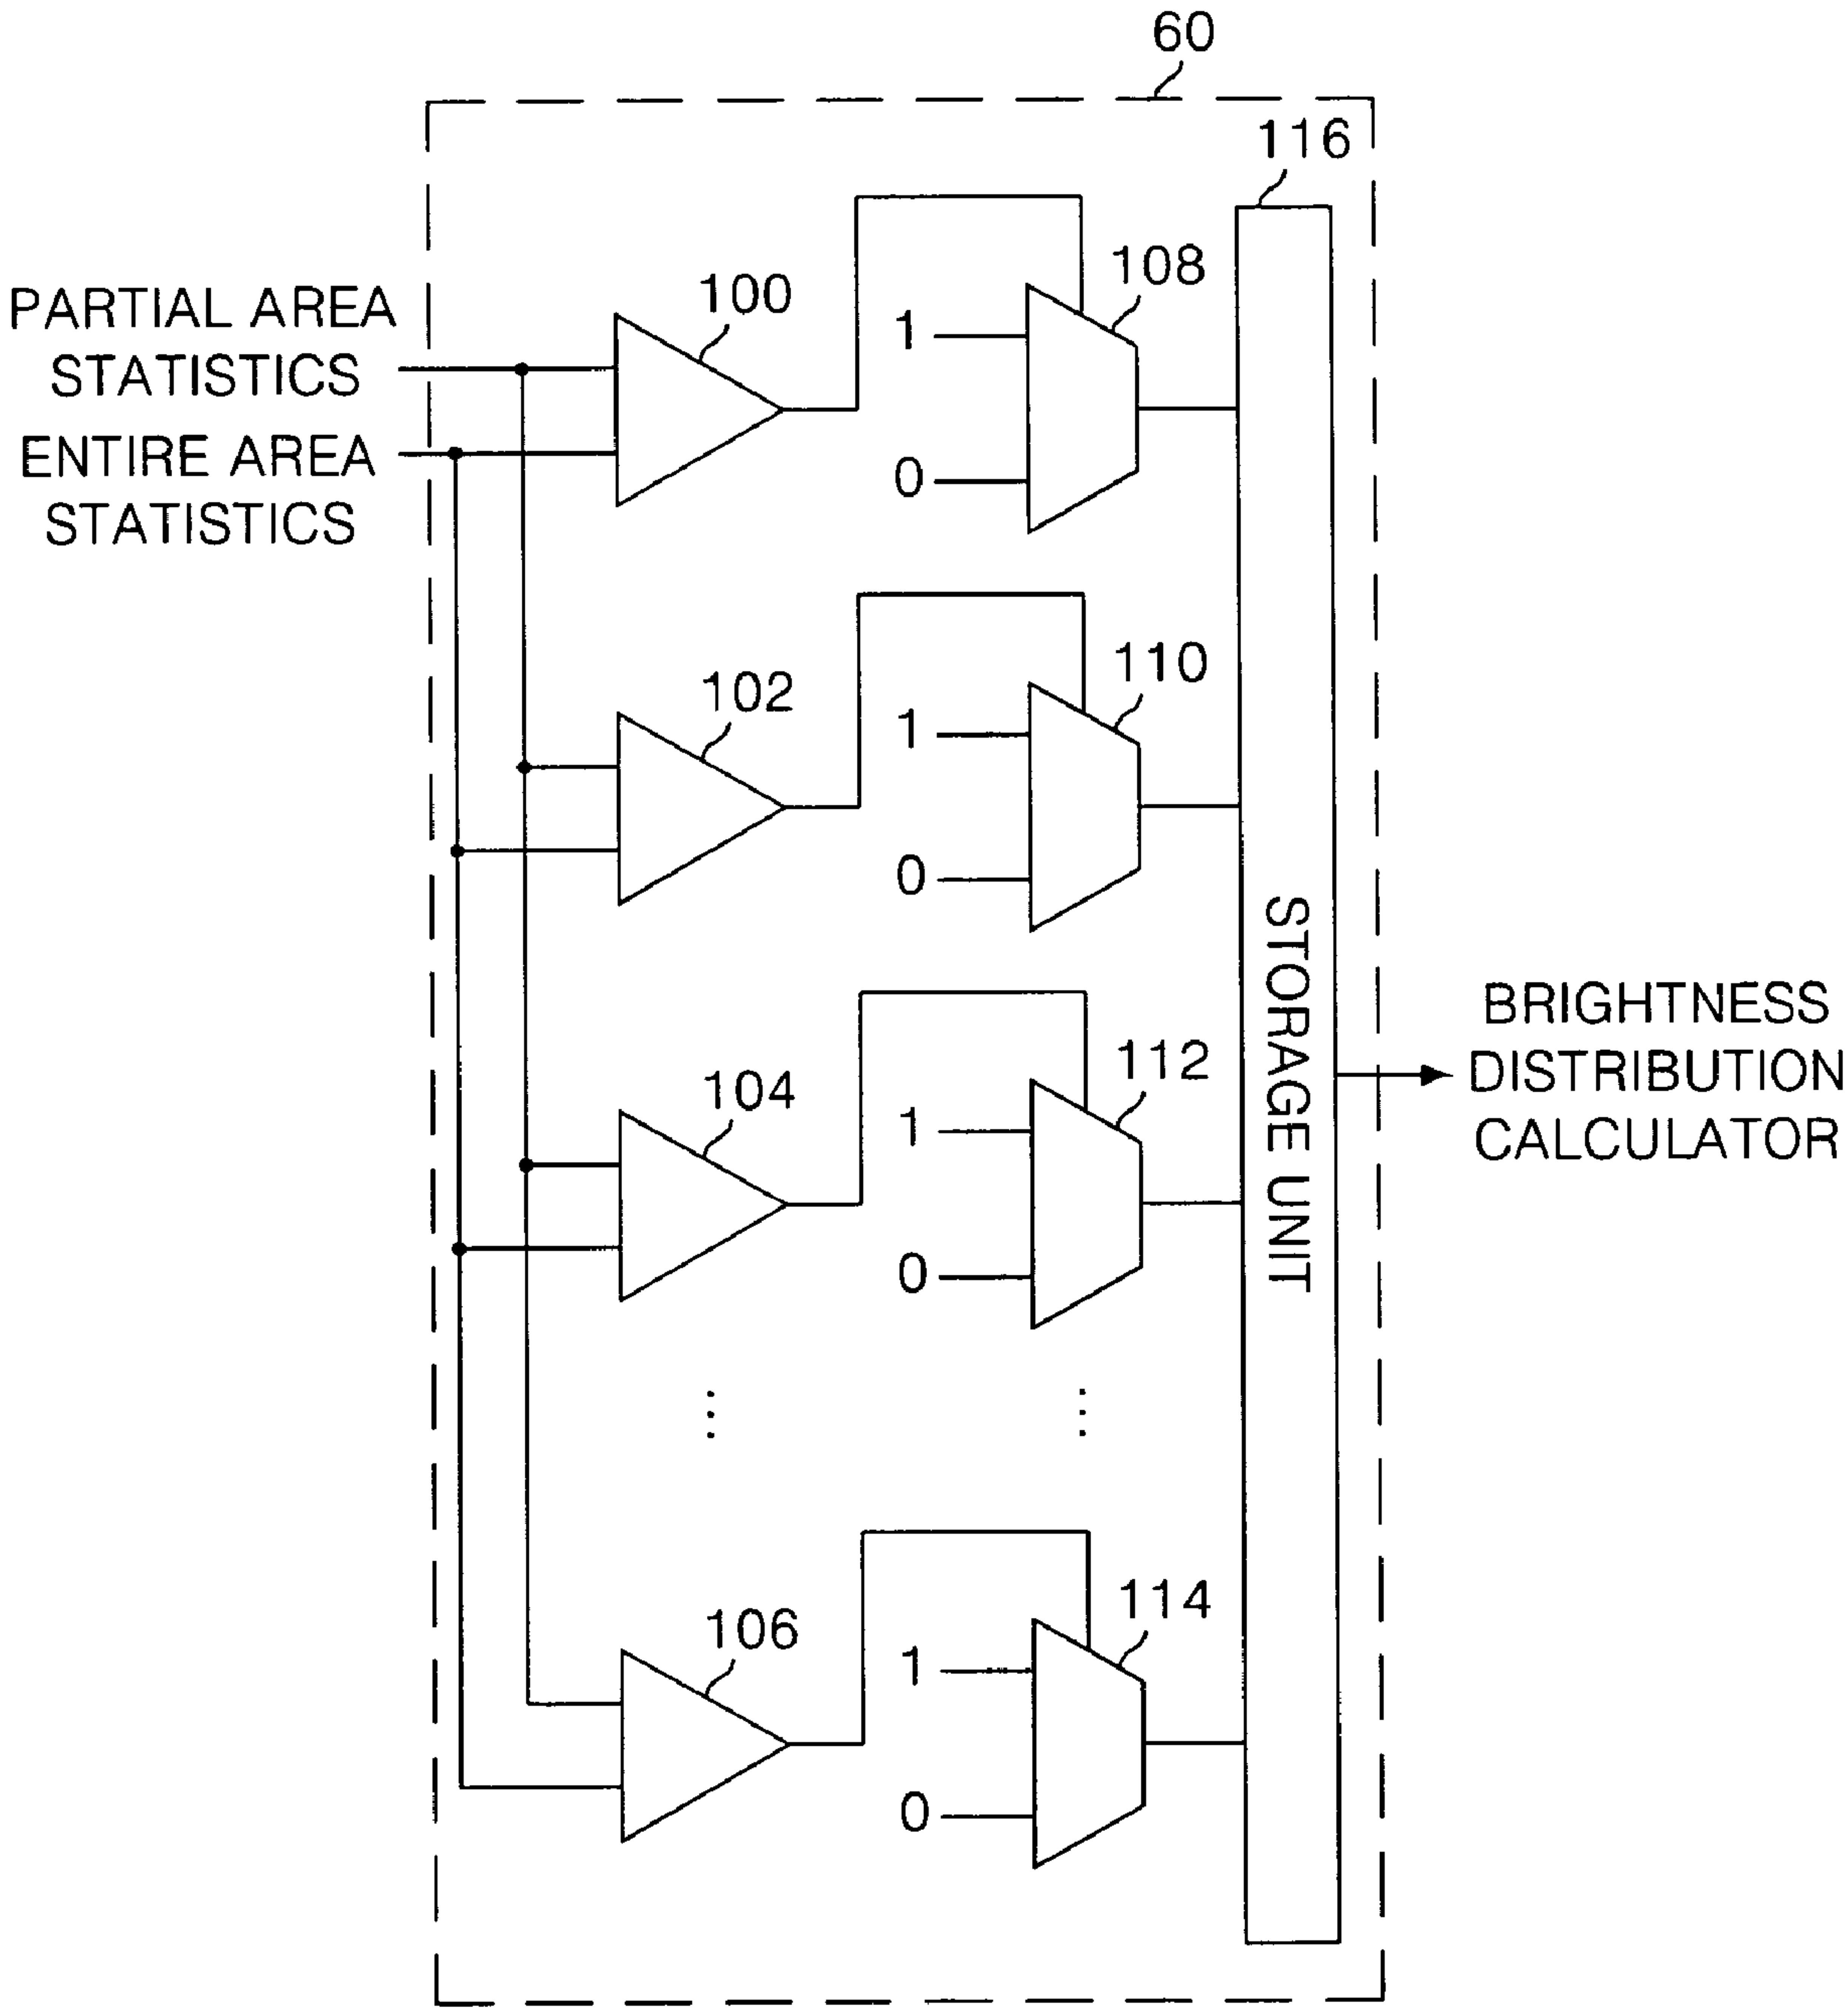 60
116
108
100
PARTIAL AREA
STATISTICS
ENTIRE AREA
STATISTICS
1
0
110
102
1
0
STORAGE UNIT
BRIGHTNESS
DISTRIBUTION
CALCULATOR
112
104
1
0
114
106
1
0